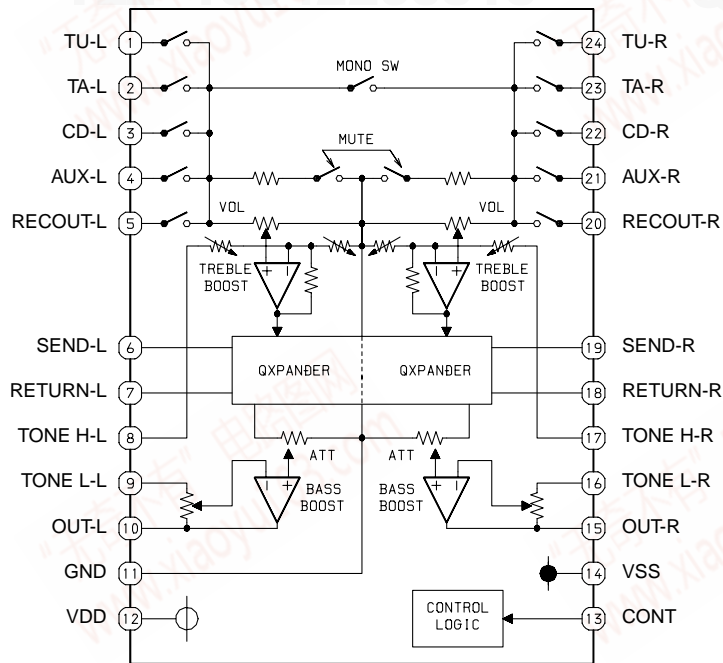 1 TU-L
24 TU-R
MONO SW
2 TA-L
23 TA-R
3 CD-L
22 CD-R
MUTE
4 AUX-L
21 AUX-R
VOL
VOL
5 RECOUT-L
20 RECOUT-R
+ -
- +
TREBLE
BOOST
TREBLE
BOOST
6 SEND-L
19 SEND-R
QXPANDER
QXPANDER
7 RETURN-L
18 RETURN-R
8 TONE H-L
17 TONE H-R
ATT
ATT
9 TONE L-L
16 TONE L-R
- +
+ -
BASS
BOOST
BASS
BOOST
10 OUT-L
15 OUT-R
11 GND
14 VSS
12 VDD
13 CONT
CONTROL
LOGIC